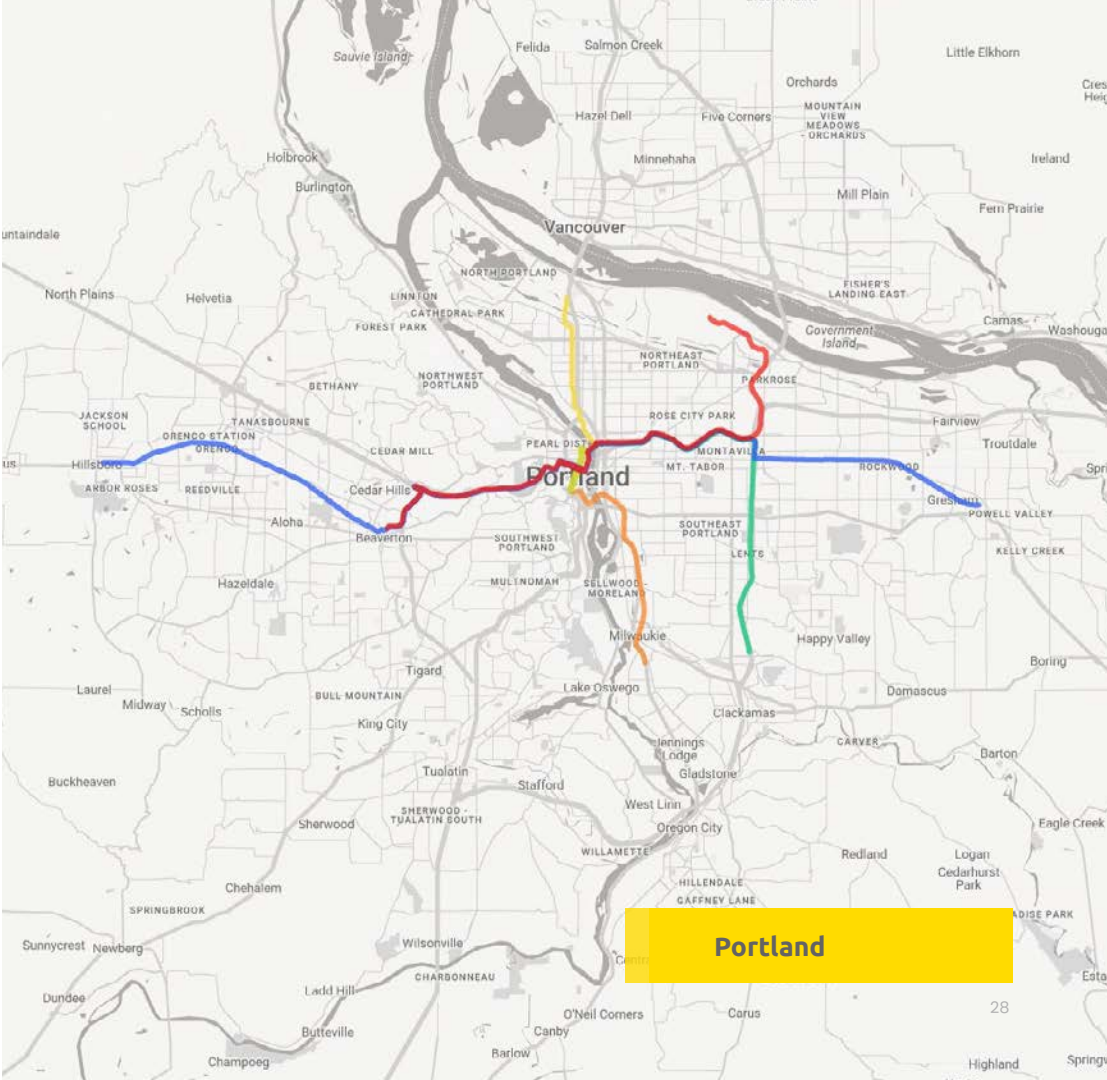 Sauvie Island
Felida
Salmon Creek
Little Elkhorn
Orchards
Hazel Dell
Five Corners
MOUNTAIN
VIEW
MEADOWS
- ORCHARDS
Holbrook
Minnehaha
Ireland
Burlington
Mill Plain
Fern Prairie
Vancouver
untaindale
NORTH PORTLAND
North Plains
Helvetia
LINNTON
FISHER'S
LANDING EAST
CATHEDRAL PARK
FOREST PARK
Government
Island
Camas
Washouga
NORTHEAST
PORTLAND
NORTHWEST
PORTLAND
PARKROSE
BETHANY
JACKSON
SCHOOL
TANASBOURNE
ROSE CITY PARK
Fairview
ORENCO STATION
ORENCO
CEDAR MILL
PEARL DIST
MONTAVILLA
Troutdale
Hillsboro
MT. TABOR
ROCKWOOD
Portland
ARBOR ROSES
REEDVILLE
Cedar Hills
Gresham
POWELL VALLEY
Aloha
Beaverton
SOUTHWEST
PORTLAND
SOUTHEAST
PORTLAND
LENTS
KELLY CREEK
Hazeldale
MULTNOMAH
SELLWOOD -
MORELAND
Milwaukie
Happy Valley
Tigard
Boring
Laurel
Midway
Scholls
BULL MOUNTAIN
Lake Oswego
Damascus
King City
Clackamas
Jennings
Lodge
CARVER
Barton
Buckheaven
Tualatin
Stafford
Gladstone
SHERWOOD -
TUALATIN SOUTH
West Linn
Sherwood
Oregon City
Eagle Creek
WILLAMETTE
Redland
Logan
Cedarhurst
Park
Chehalem
HILLENDALE
GAFFNEY LANE
SPRINGBROOK
ADISE PARK
Sunnycrest
Newberg
Wilsonville
Portland
CHARBONNEAU
Dundee
Ladd Hill
28
O'Neil Corners
Carus
Butteville
Canby
Barlow
Champoeg
Highland